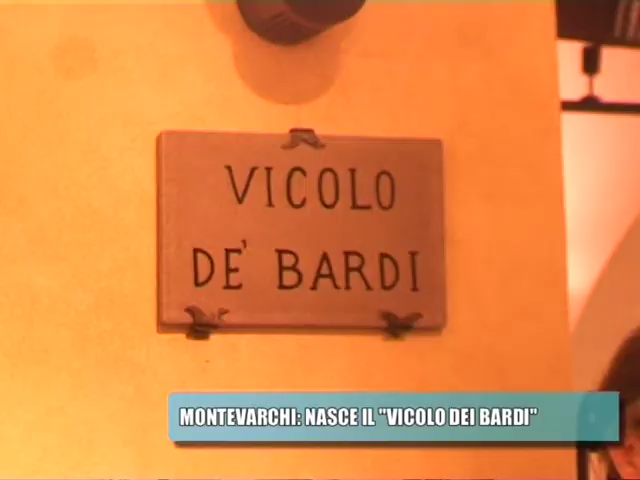 VICOLO
DE' BARDI
MONTEVARCHI: NASCE IL "VICOLO DEI BARDI"